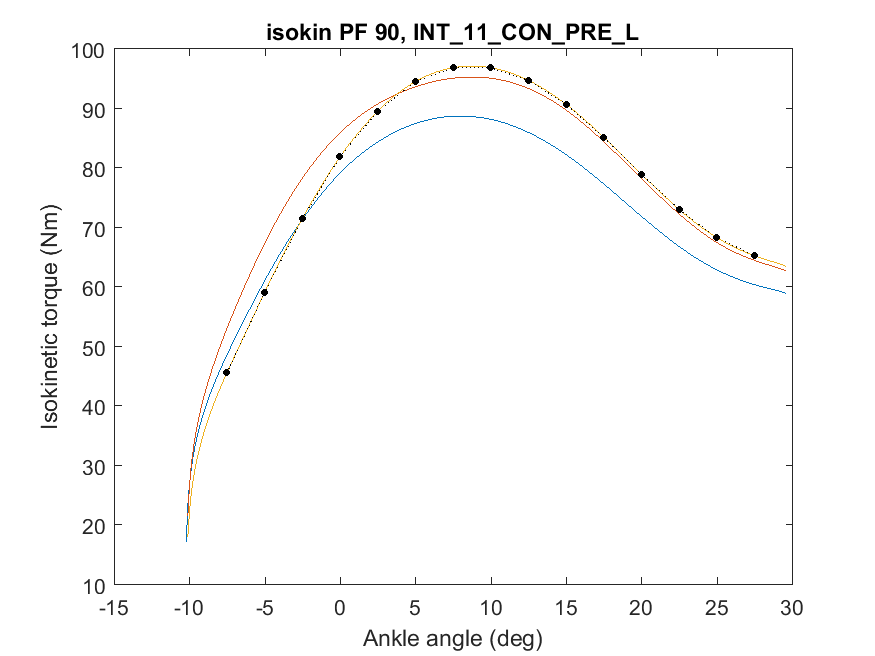 isokin PF 90, INT_11_CON_PRE_L
100
90
80
70
60
50
40
30
20
10
Isokinetic torque (Nm)
-15 -10 -5 0 5 10 15 20 25 30
Ankle angle (deg)